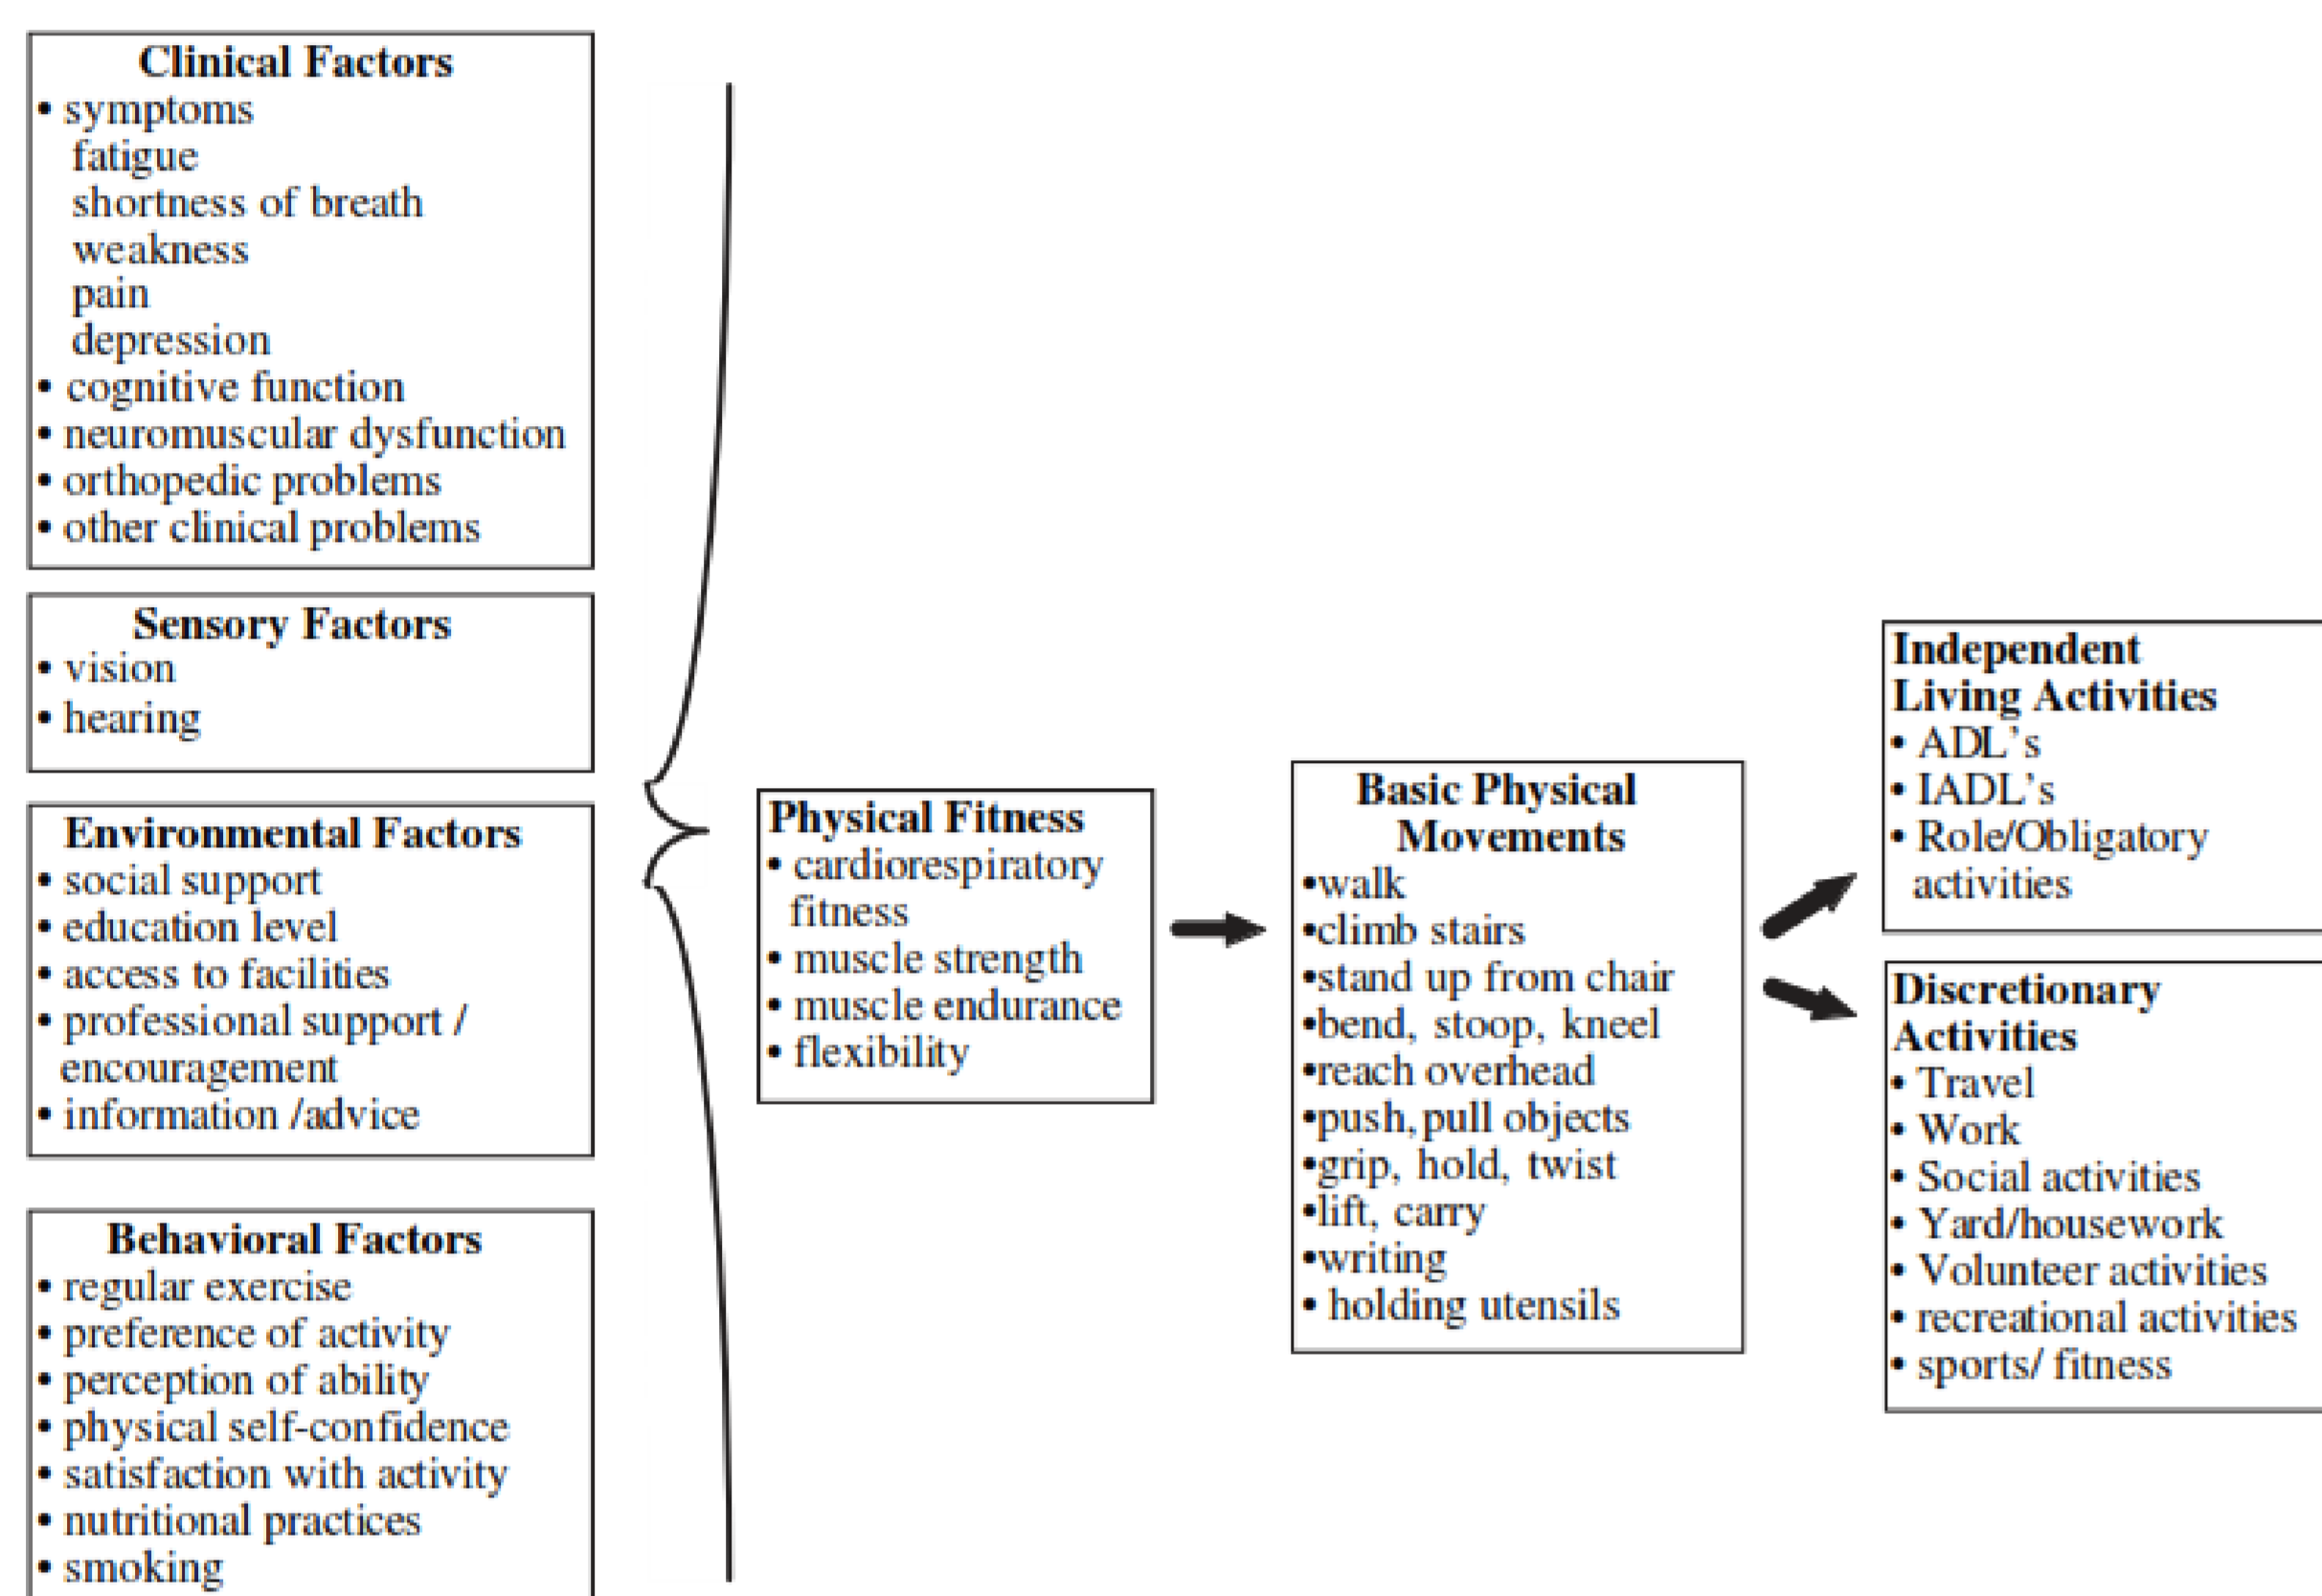 Clinical Factors
• symptoms
fatigue
shortness of breath
weakness
pain
depression
• cognitive function
• neuromuscular dysfunction
• orthopedic problems
• other clinical problems
Sensory Factors
• vision
• hearing
Environmental Factors
• social support
• education level
• access to facilities
• professional support /
encouragement
• information /advice
Behavioral Factors
• regular exercise
• preference of activity
• perception of ability
• physical self-confidence
• satisfaction with activity
• nutritional practices
• smoking
Physical Fitness
• cardiorespiratory
fitness
• muscle strength
• muscle endurance
• flexibility
Basic Physical
Movements
•walk
•climb stairs
•stand up from chair
•bend, stoop, kneel
•reach overhead
•push, pull objects
•grip, hold, twist
•lift, carry
•writing
• holding utensils
Independent
Living Activities
• ADL's
• IADL's
• Role/Obligatory
activities
Discretionary
Activities
• Travel
• Work
• Social activities
• Yard/housework
• Volunteer activities
• recreational activities
• sports/ fitness